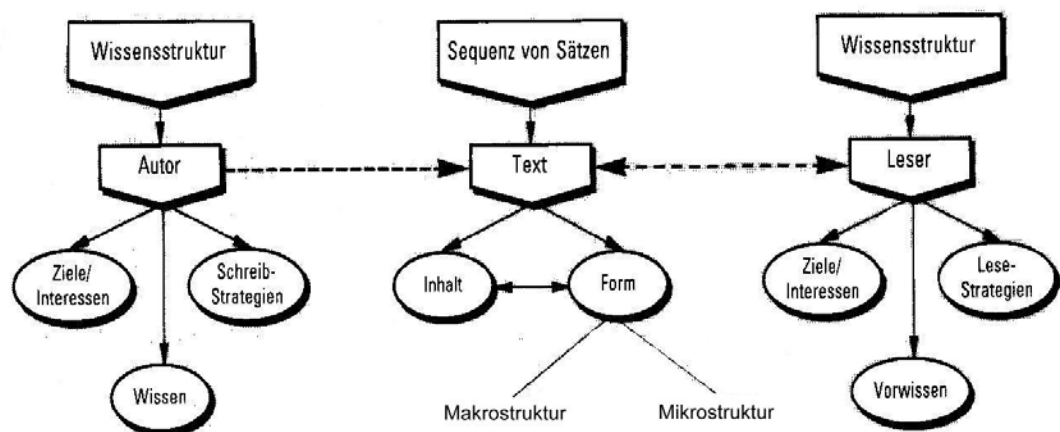 Wissensstruktur
Sequenz von Sätzen
Wissensstruktur
Autor
Text
Leser
Ziele/
Interessen
Schreib-
Strategien
Inhalt
Form
Ziele/
Interessen
Lese-
Strategien
Wissen
Makrostruktur
Mikrostruktur
Vorwissen